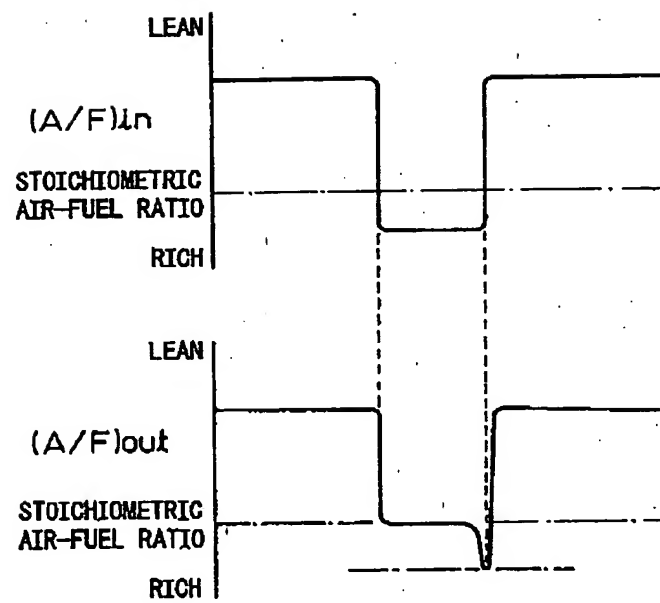 LEAN
(A/F)in
STOICHIOMETRIC
AIR-FUEL RATIO
RICH
LEAN
(A/F)out
STOICHIOMETRIC
AIR-FUEL RATIO
RICH